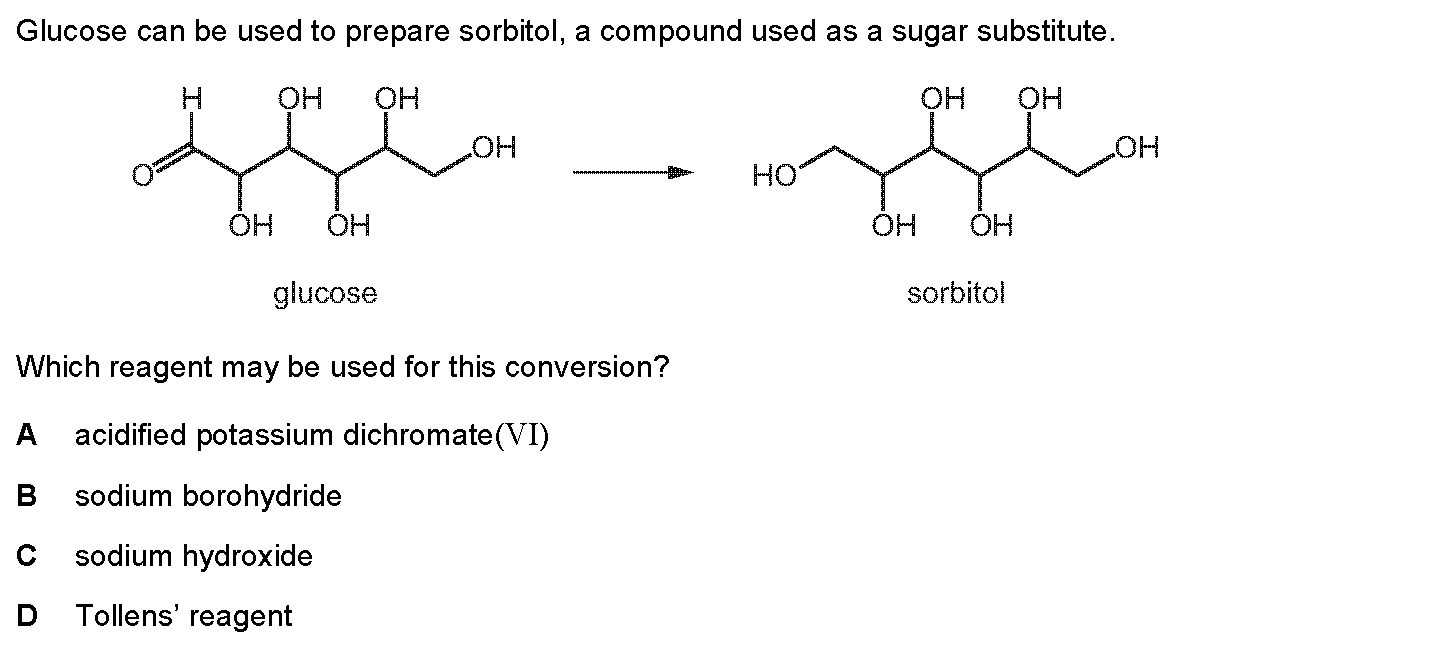 Glucose can be used to prepare sorbitol, a compound used as a sugar substitute.
H OH OH
O OH
OH OH
glucose
OH OH
HO OH
OH OH
sorbitol
Which reagent may be used for this conversion?
A acidified potassium dichromate(VI)
B sodium borohydride
C sodium hydroxide
D Tollens’ reagent